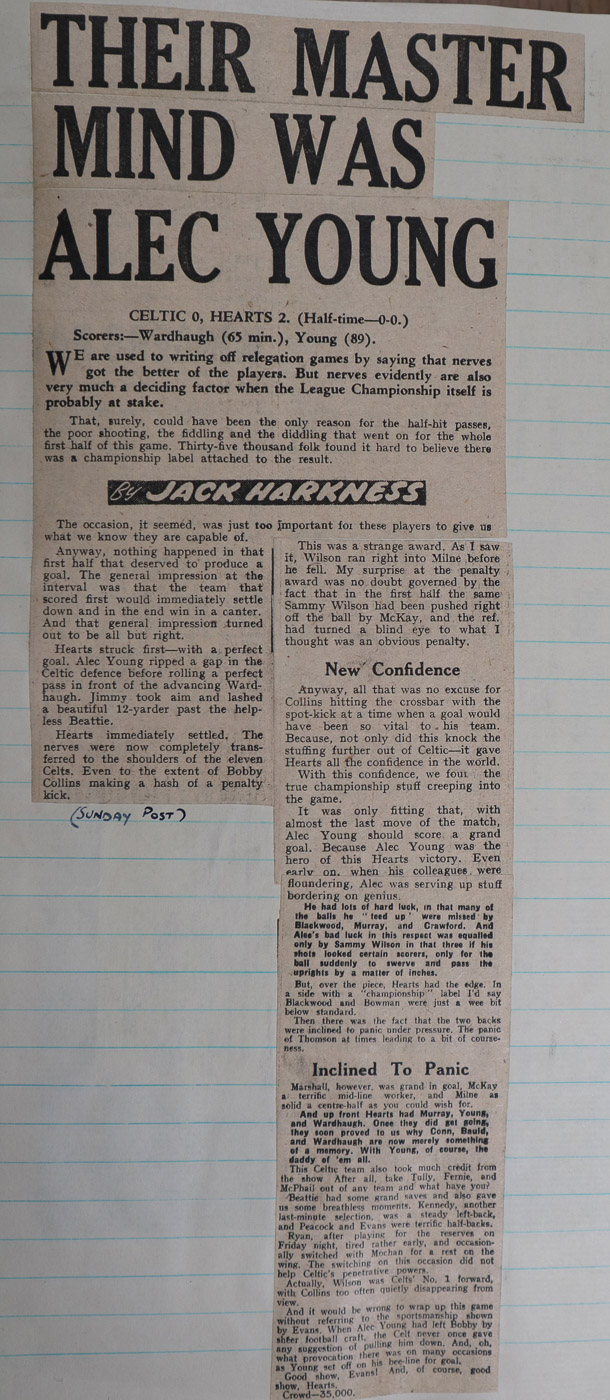 THEIR MASTER
MIND WAS
ALEC YOUNG
CELTIC 0, HEARTS 2. (Half-time—0-0.)
Scorers:—Wardhaugh (65 min.), Young (89).
WE are used to writing off relegation games by saying that nerves
got the better of the players. But nerves evidently are also
very much a deciding factor when the League Championship itself is
probably at stake.
That, surely, could have been the only reason for the half-hit passes,
the poor shooting, the fiddling and the diddling that went on for the whole
first half of this game. Thirty-five thousand folk found it hard to believe there
was a championship label attached to the result.
By JACK HARKNESS
The occasion, it seemed, was just too important for these players to give us
what we know they are capable of.
Anyway, nothing happened in that
first half that deserved to produce a
goal. The general impression at the
interval was that the team that
scored first would immediately settle
down and in the end win in a canter.
And that general impression turned
out to be all but right.
Hearts struck first—with a perfect
goal. Alec Young ripped a gap in the
Celtic defence before rolling a perfect
pass in front of the advancing Ward-
haugh. Jimmy took aim and lashed
a beautiful 12-yarder past the help-
less Beattie.
Hearts immediately settled. The
nerves were now completely trans-
ferred to the shoulders of the eleven
Celts. Even to the extent of Bobby
Collins making a hash of a penalty
kick.
(SUNDAY POST)
This was a strange award. As I saw
it, Wilson ran right into Milne before
he fell. My surprise at the penalty
award was no doubt governed by the
fact that in the first half the same
Sammy Wilson had been pushed right
off the ball by McKay, and the ref.
had turned a blind eye to what I
thought was an obvious penalty.
New Confidence
Anyway, all that was no excuse for
Collins hitting the crossbar with the
spot-kick at a time when a goal would
have been so vital to his team.
Because, not only did this knock the
stuffing further out of Celtic—it gave
Hearts all the confidence in the world.
With this confidence, we fou the
true championship stuff creeping into
the game.
It was only fitting that, with
almost the last move of the match,
Alec Young should score a grand
goal. Because Alec Young was the
hero of this Hearts victory. Even
early on, when his colleagues were
floundering, Alec was serving up stuff
bordering on genius.
He had lots of hard luck, in that many of
the balls he "teed up" were missed by
Blackwood, Murray, and Crawford. And
Alec's bad luck in this respect was equalled
only by Sammy Wilson in that three if his
shots looked certain scorers, only for the
ball suddenly to swerve and pass the
uprights by a matter of inches.
But, over the piece, Hearts had the edge. In
a side with a "championship" label I'd say
Blackwood and Bowman were just a wee bit
below standard.
Then there was the fact that the two backs
were inclined to panic under pressure. The panic
of Thomson at times leading to a bit of coarse-
ness.
Inclined To Panic
Marshall, however, was grand in goal, McKay
a terrific mid-line worker, and Milne as
solid a centre-half as you could wish for.
And up front Hearts had Murray, Young,
and Wardhaugh. Once they did get going,
they soon proved to us why Conn, Bauld,
and Wardhaugh are now merely something
of a memory. With Young, of course, the
daddy of 'em all.
This Celtic team also took much credit from
the show After all, take Tully, Fernie, and
McPhail out of any team and what have you?
Beattie had some grand saves and also gave
us some breathless moments. Kennedy, another
last-minute selection, was a steady left-back,
and Peacock and Evans were terrific half-backs.
Ryan, after playing for the reserves on
Friday night, tired rather early, and occasion-
ally switched with Mochan for a rest on the
wing. The switching on this occasion did not
help Celtic's penetrative powers.
Actually, Wilson was Celts' No. 1 forward,
with Collins too often quietly disappearing from
view.
And it would be wrong to wrap up this game
without referring to the sportsmanship shown
by Evans. When Alec Young had left Bobby by
sheer football craft, the Celt never once gave
any suggestion of pulling him down. And, oh,
what provocation there was on many occasions
as Young set off on his bee-line for goal.
Good show, Evans! And, of course, good
show, Hearts.
Crowd—35,000.